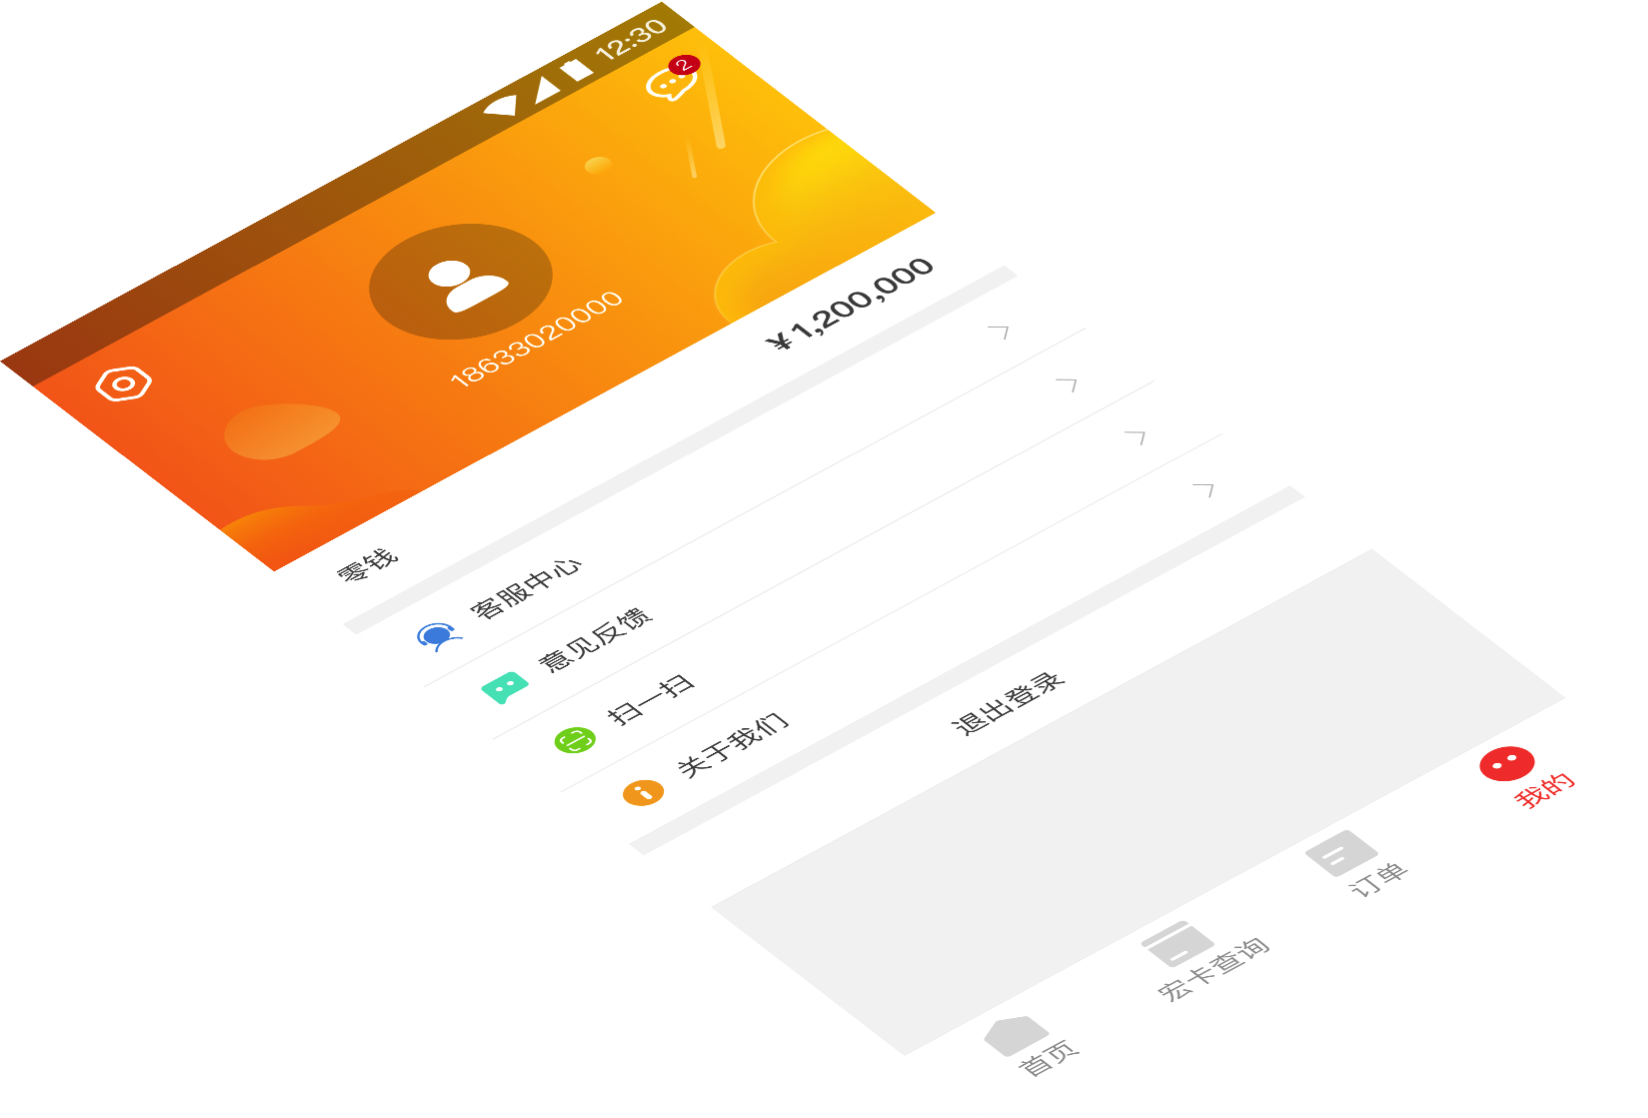 12:30
2
18633020000
零钱 ¥1,200,000
客服中心
意见反馈
扫一扫
关于我们
退出登录
首页
宏卡查询
订单
我的